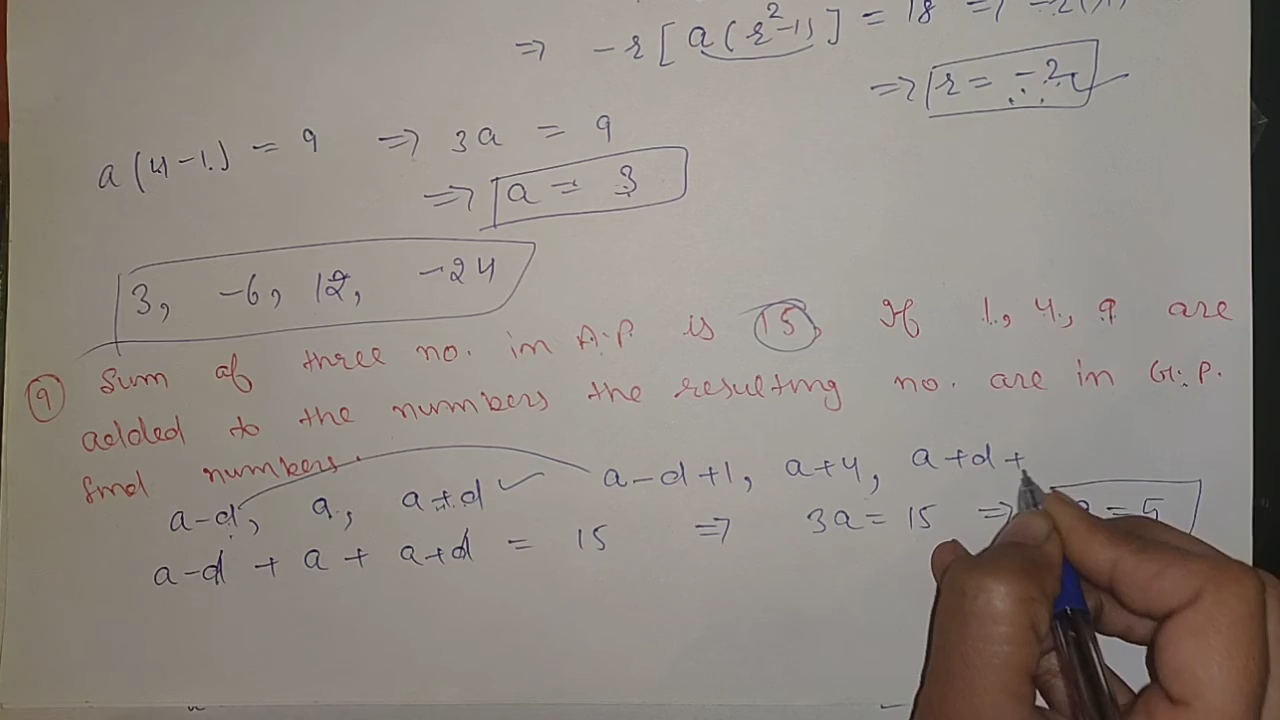 => -r [ a ( r²-1) ] = 18 =>
=> r = -2
a (4-1) = 9 => 3a = 9
=> a = 3
3, -6, 12, -24
(9) Sum of three no. in A.P is 15, If 1, 4, 9 are
added to the numbers the resulting no. are in G.P.
find numbers.
a-d, a, a+d ✓ a-d+1, a+4, a+d+
a-d + a + a+d = 15 => 3a = 15 => = 5